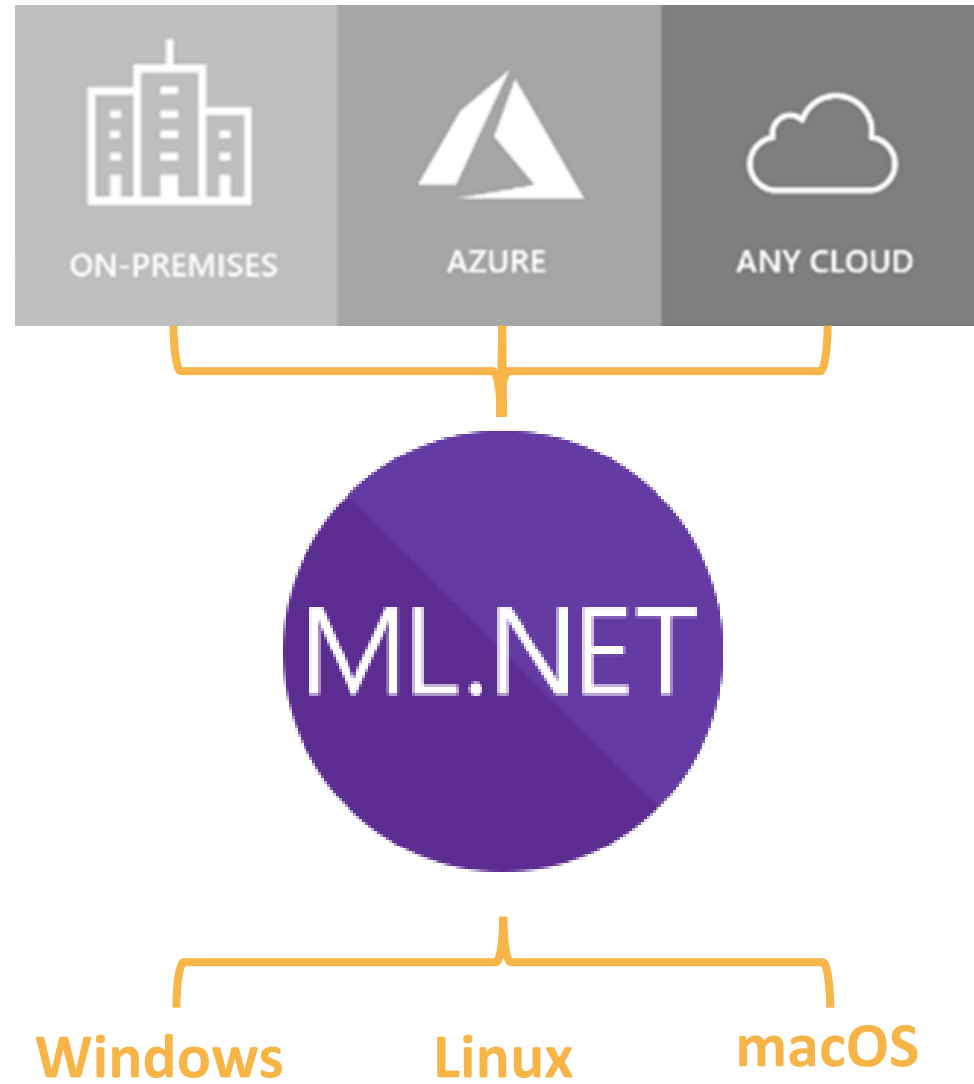 ON-PREMISES
AZURE
ANY CLOUD
ML.NET
Windows
Linux
macOS